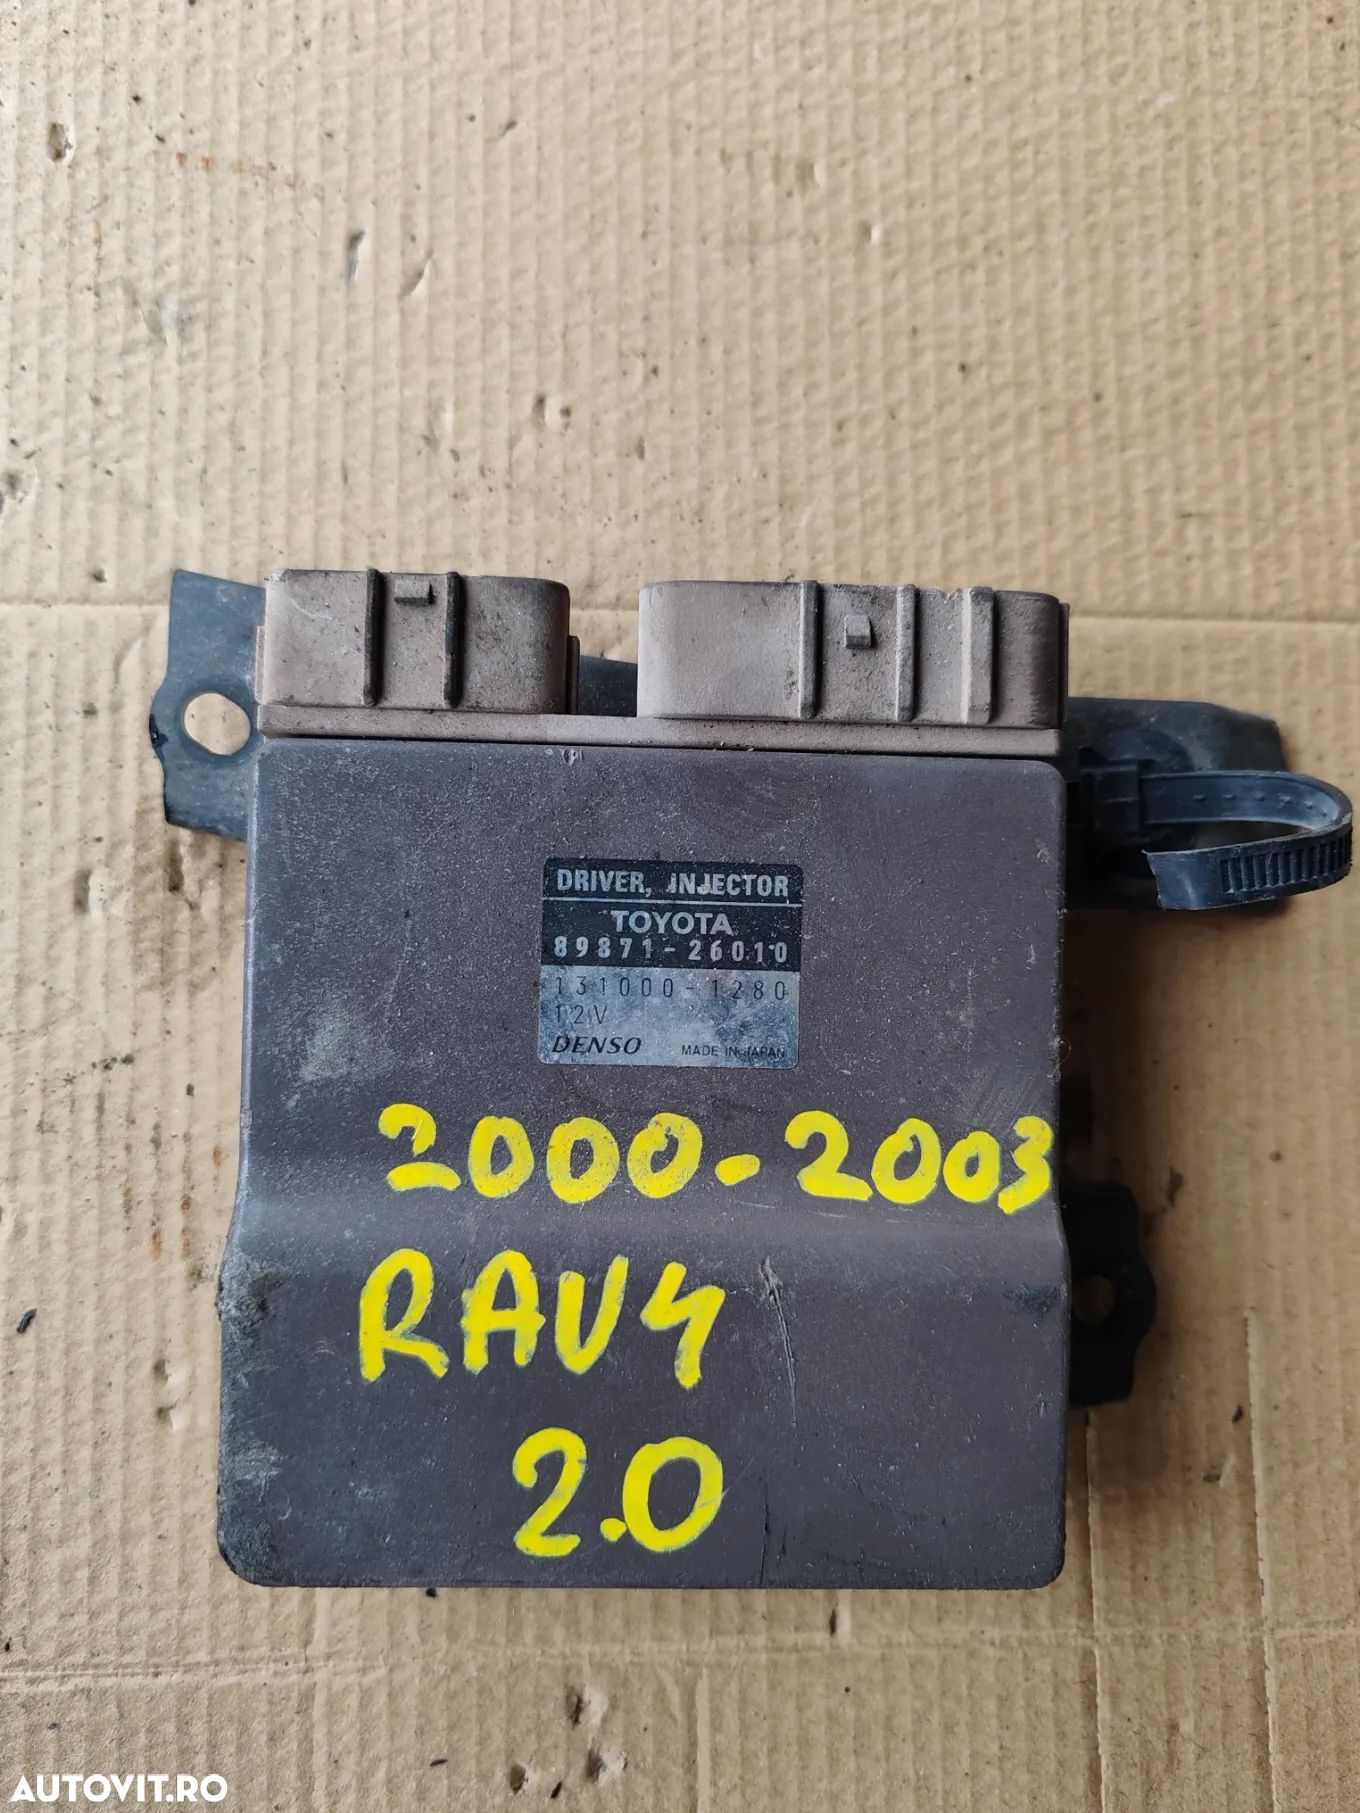 DRIVER, INJECTOR
TOYOTA
89871-26010
131000-1280
12V
DENSO MADE IN JAPAN
2000-2003
RAV4
2.0
AUTOVIT.RO